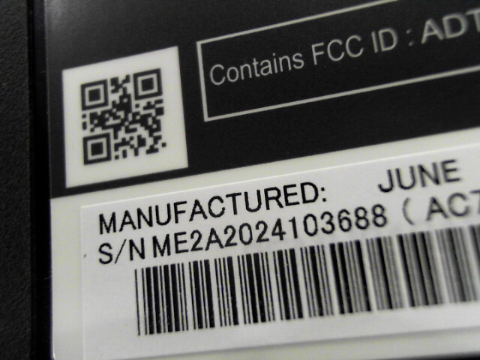 Contains FCC ID : ADT
MANUFACTURED: JUNE
S/N ME2A2024103688 ( AC7